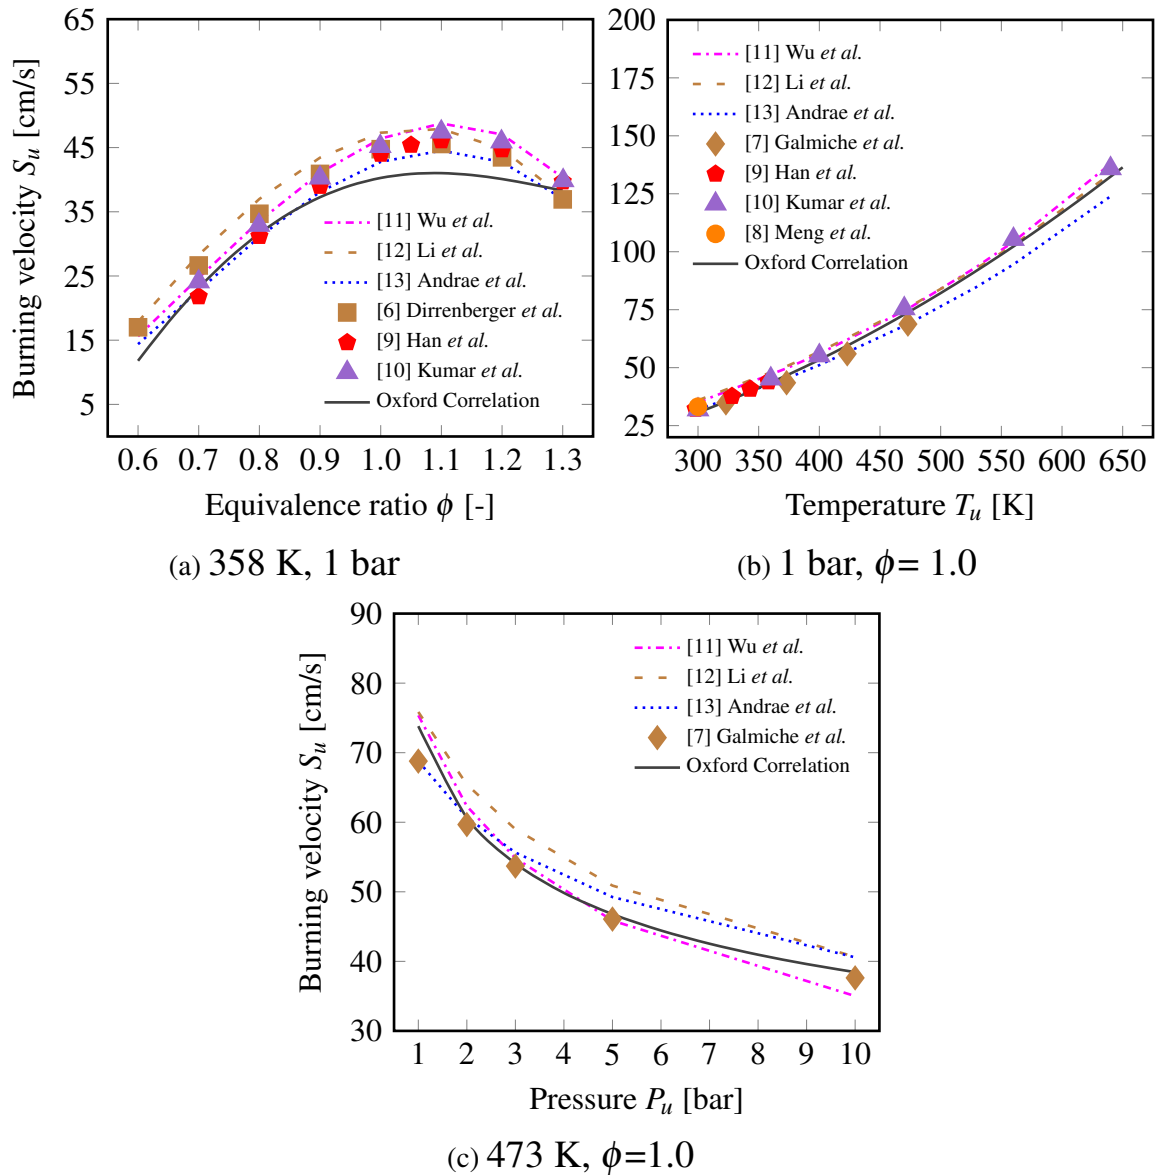 65
55
45
35
25
15
5
Burning velocity Su [cm/s]
[11] Wu et al.
[12] Li et al.
[13] Andrae et al.
[6] Dirrenberger et al.
[9] Han et al.
[10] Kumar et al.
Oxford Correlation
0.6 0.7 0.8 0.9 1.0 1.1 1.2 1.3
Equivalence ratio ϕ [-]
(a) 358 K, 1 bar
200
175
150
125
100
75
50
25
[11] Wu et al.
[12] Li et al.
[13] Andrae et al.
[7] Galmiche et al.
[9] Han et al.
[10] Kumar et al.
[8] Meng et al.
Oxford Correlation
300 350 400 450 500 550 600 650
Temperature Tu [K]
(b) 1 bar, ϕ= 1.0
90
80
70
60
50
40
30
Burning velocity Su [cm/s]
[11] Wu et al.
[12] Li et al.
[13] Andrae et al.
[7] Galmiche et al.
Oxford Correlation
1 2 3 4 5 6 7 8 9 10
Pressure Pu [bar]
(c) 473 K, ϕ=1.0